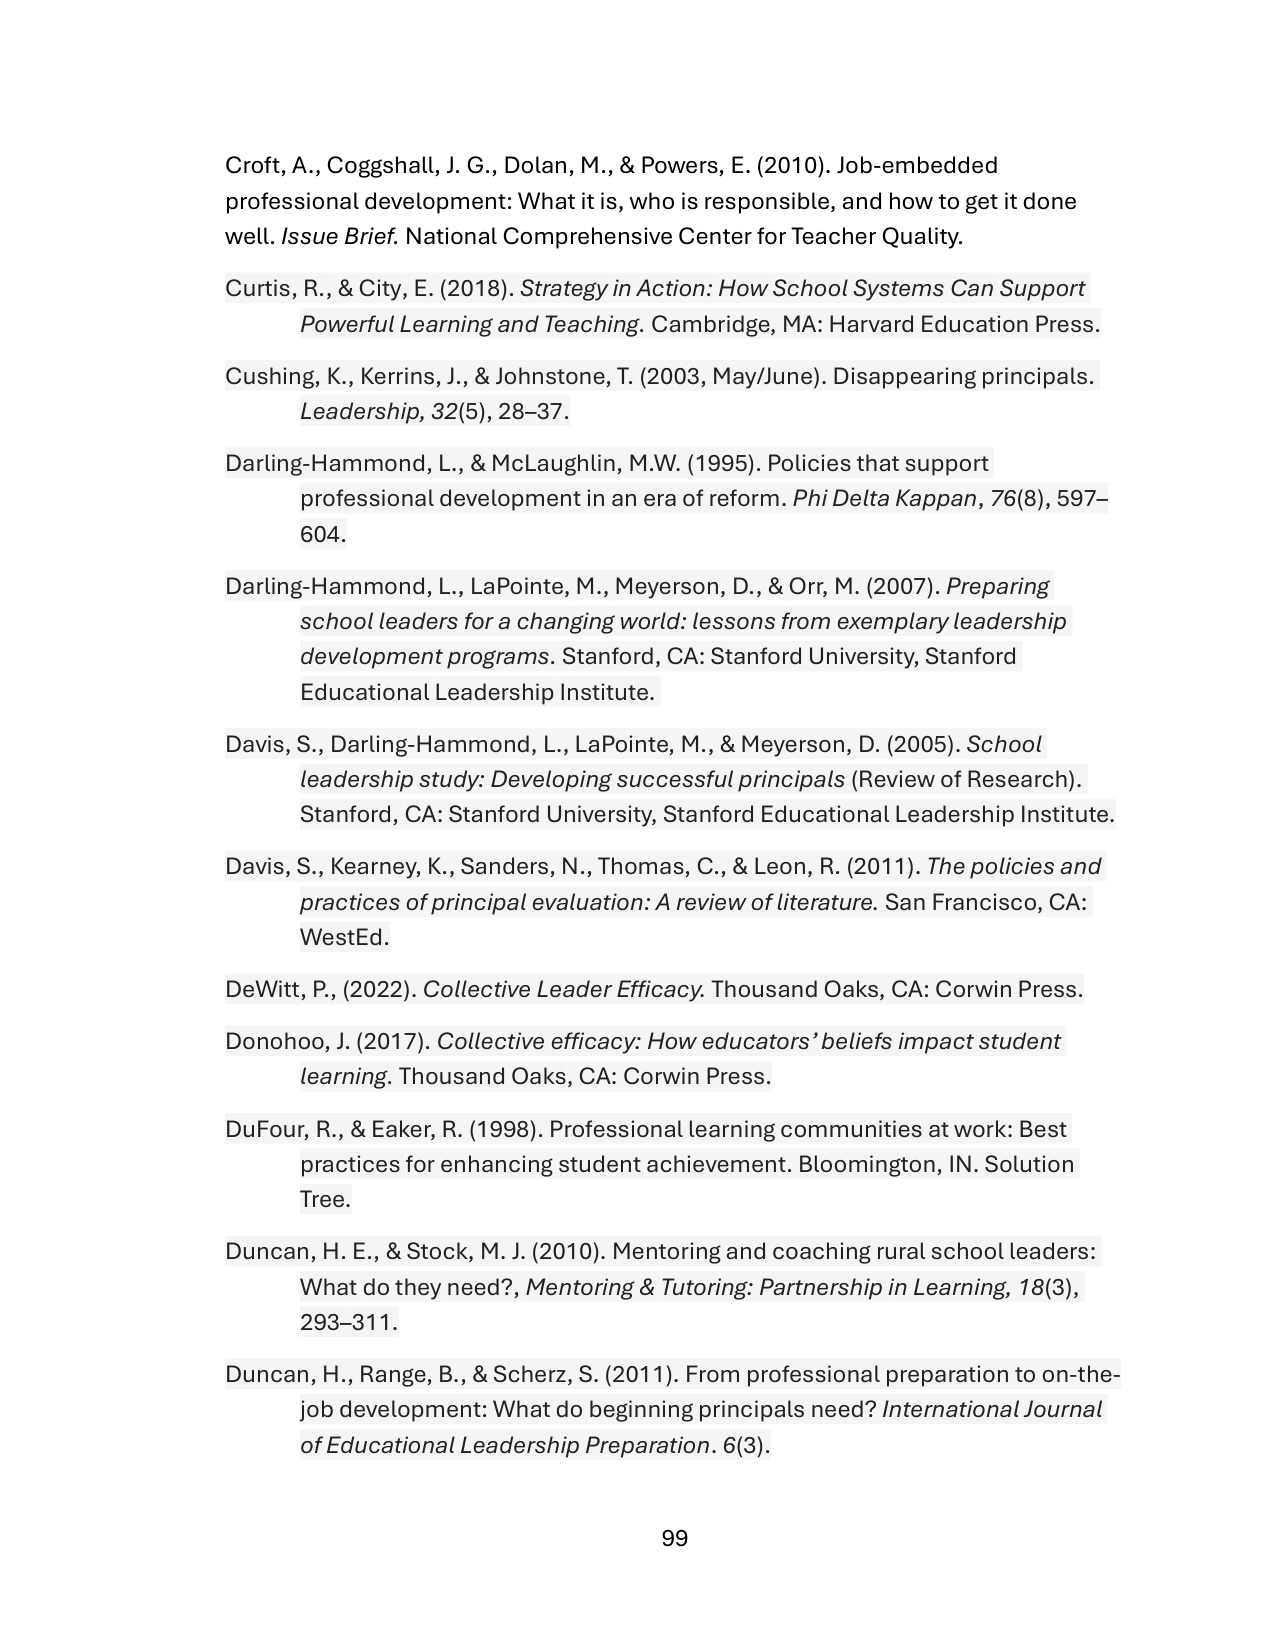 Croft, A., Coggshall, J. G., Dolan, M., & Powers, E. (2010). Job-embedded
professional development: What it is, who is responsible, and how to get it done
well. Issue Brief. National Comprehensive Center for Teacher Quality.
Curtis, R., & City, E. (2018). Strategy in Action: How School Systems Can Support
Powerful Learning and Teaching. Cambridge, MA: Harvard Education Press.
Cushing, K., Kerrins, J., & Johnstone, T. (2003, May/June). Disappearing principals.
Leadership, 32(5), 28–37.
Darling-Hammond, L., & McLaughlin, M.W. (1995). Policies that support
professional development in an era of reform. Phi Delta Kappan, 76(8), 597–
604.
Darling-Hammond, L., LaPointe, M., Meyerson, D., & Orr, M. (2007). Preparing
school leaders for a changing world: lessons from exemplary leadership
development programs. Stanford, CA: Stanford University, Stanford
Educational Leadership Institute.
Davis, S., Darling-Hammond, L., LaPointe, M., & Meyerson, D. (2005). School
leadership study: Developing successful principals (Review of Research).
Stanford, CA: Stanford University, Stanford Educational Leadership Institute.
Davis, S., Kearney, K., Sanders, N., Thomas, C., & Leon, R. (2011). The policies and
practices of principal evaluation: A review of literature. San Francisco, CA:
WestEd.
DeWitt, P., (2022). Collective Leader Efficacy. Thousand Oaks, CA: Corwin Press.
Donohoo, J. (2017). Collective efficacy: How educators’ beliefs impact student
learning. Thousand Oaks, CA: Corwin Press.
DuFour, R., & Eaker, R. (1998). Professional learning communities at work: Best
practices for enhancing student achievement. Bloomington, IN. Solution
Tree.
Duncan, H. E., & Stock, M. J. (2010). Mentoring and coaching rural school leaders:
What do they need?, Mentoring & Tutoring: Partnership in Learning, 18(3),
293–311.
Duncan, H., Range, B., & Scherz, S. (2011). From professional preparation to on-the-
job development: What do beginning principals need? International Journal
of Educational Leadership Preparation. 6(3).
99